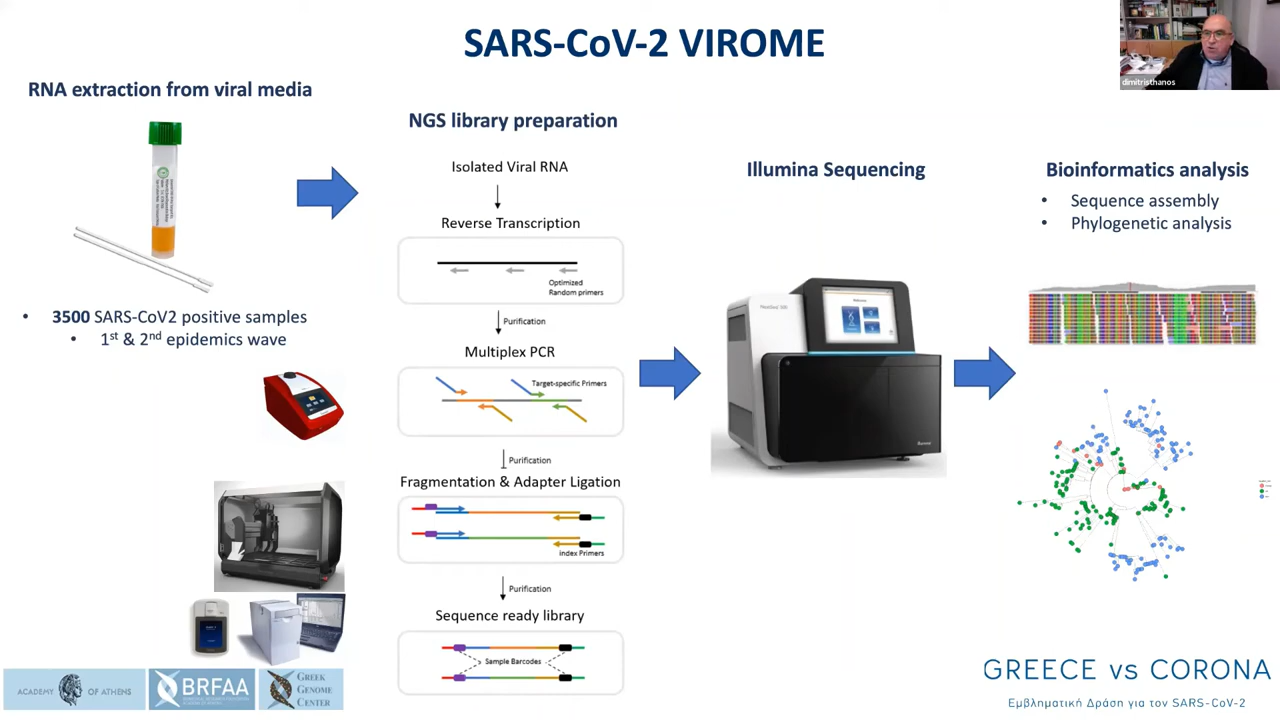 SARS-CoV-2 VIROME
dimitristhanos
RNA extraction from viral media
• 3500 SARS-CoV2 positive samples
• 1st & 2nd epidemics wave
NGS library preparation
Isolated Viral RNA
Reverse Transcription
Optimized
Random primers
Purification
Multiplex PCR
Target-specific Primers
Purification
Fragmentation & Adapter Ligation
index Primers
Purification
Sequence ready library
Sample Barcodes
Illumina Sequencing
Bioinformatics analysis
• Sequence assembly
• Phylogenetic analysis
ACADEMY OF ATHENS
BRFAA
GREEK
GENOME
CENTER
GREECE vs CORONA
Εμβληματική Δράση για τον SARS-CoV-2